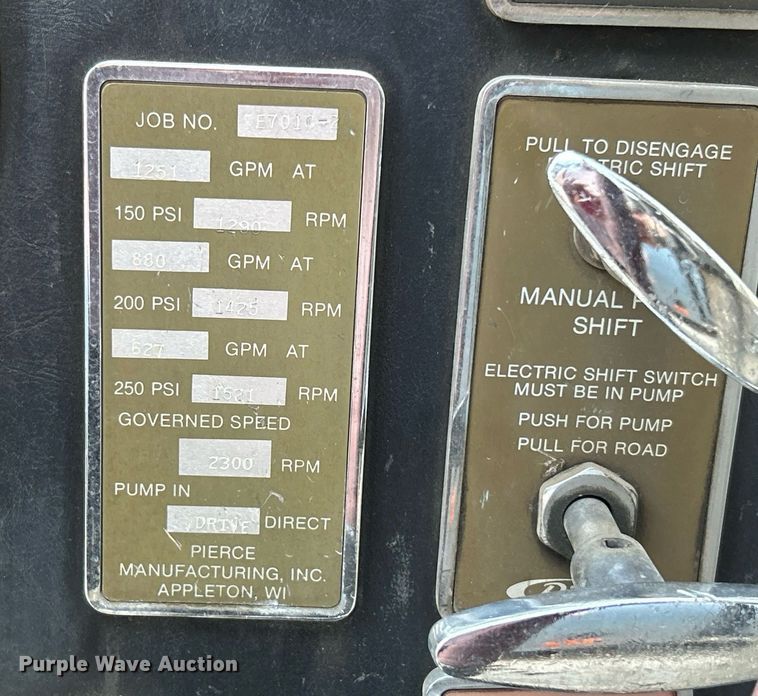 JOB NO.
1251 GPM AT
150 PSI 1290 RPM
880 GPM AT
200 PSI 1425 RPM
627 GPM AT
250 PSI 1521 RPM
GOVERNED SPEED
2300 RPM
PUMP IN
DRIVE DIRECT
PIERCE
MANUFACTURING, INC.
APPLETON, WI
PULL TO DISENGAGE
SHIFT
MANUAL
SHIFT
ELECTRIC SHIFT SWITCH
MUST BE IN PUMP
PUSH FOR PUMP
PULL FOR ROAD
Purple Wave Auction